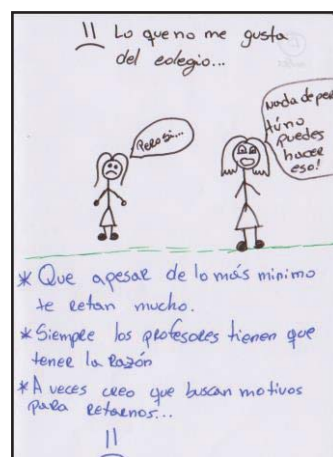 Lo que no me gusta
del colegio...
Pero si...
Nada de pe
tú no
puedes
hacer
eso!
* Que apesar de lo más minimo
te retan mucho.
* Siempre los profesores tienen que
tener la Razón
* A veces creo que buscan motivos
para retarnos...